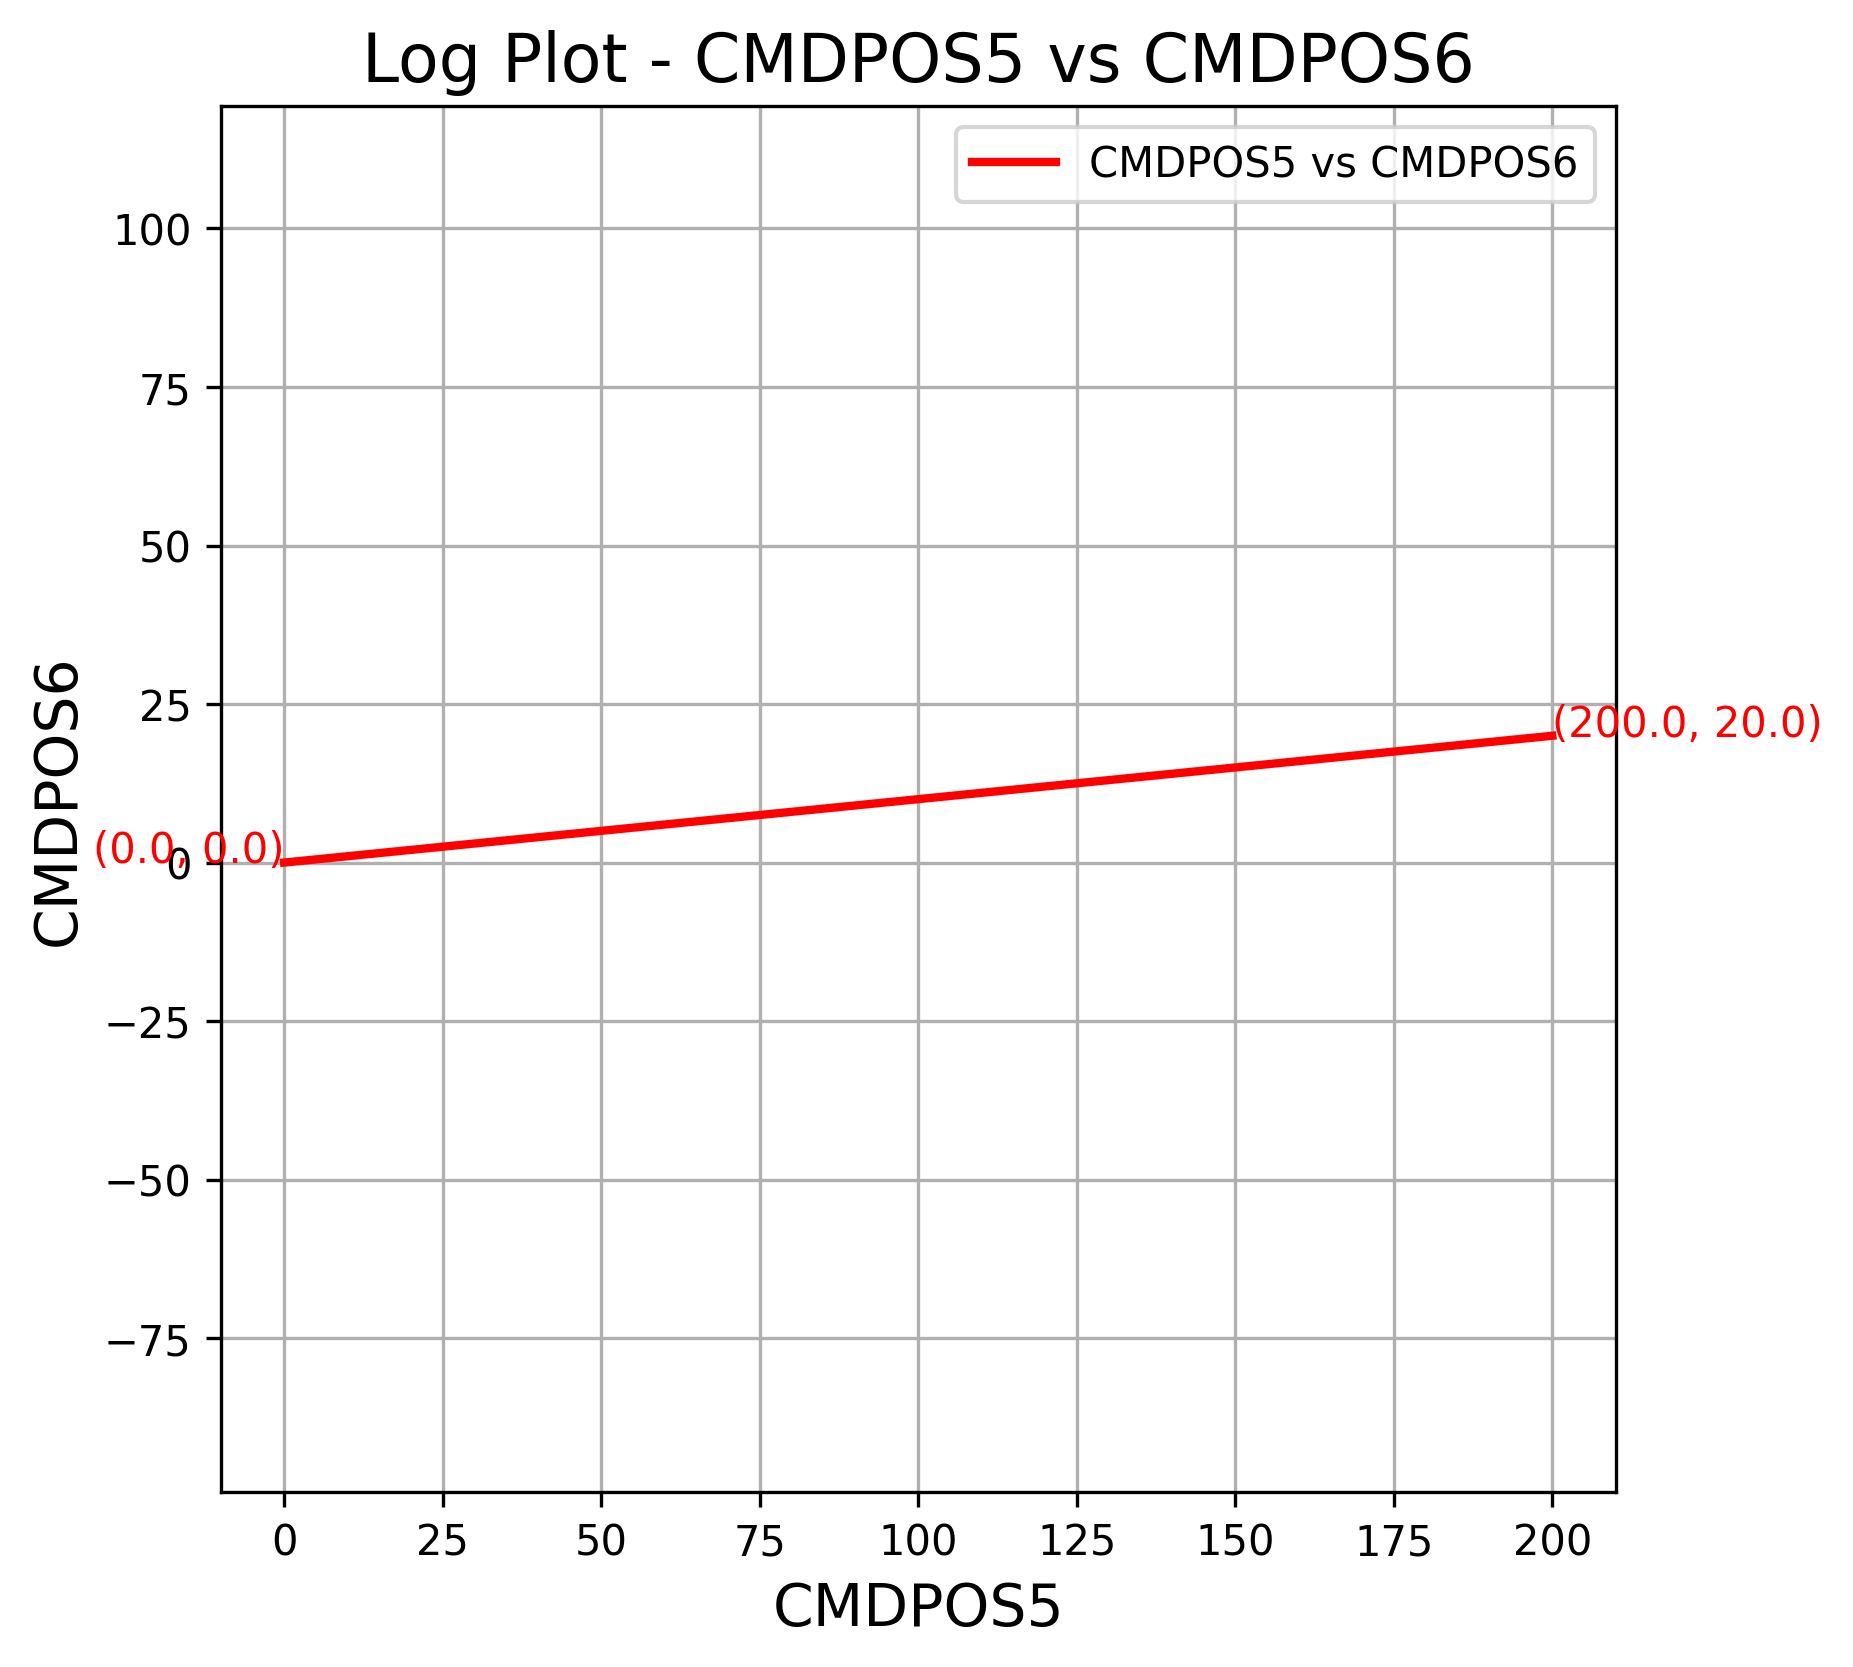 Log Plot - CMDPOS5 vs CMDPOS6
CMDPOS5 vs CMDPOS6
100
75
50
25
(200.0, 20.0)
(0.0, 0.0)
0
−25
−50
−75
CMDPOS6
0 25 50 75 100 125 150 175 200
CMDPOS5